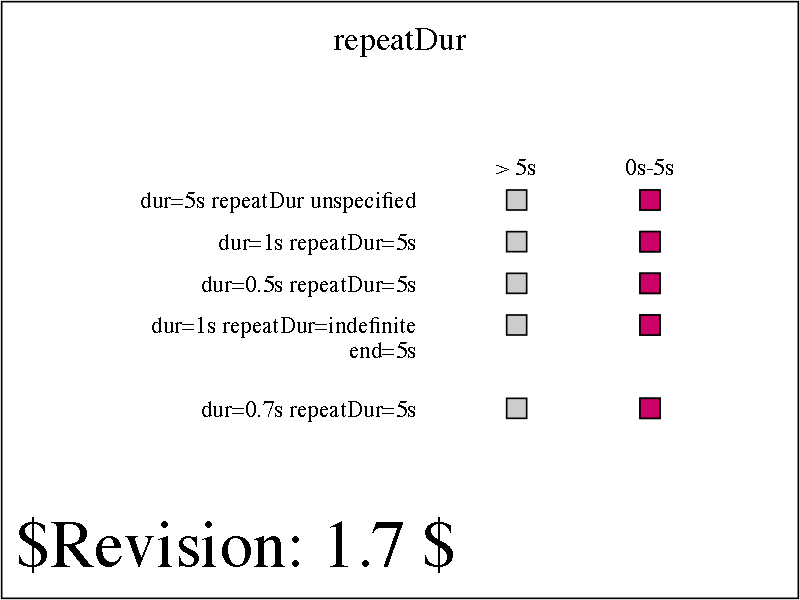 repeatDur
> 5s 0s-5s
dur=5s repeatDur unspecified
dur=1s repeatDur=5s
dur=0.5s repeatDur=5s
dur=1s repeatDur=indefinite
end=5s
dur=0.7s repeatDur=5s
$Revision: 1.7 $